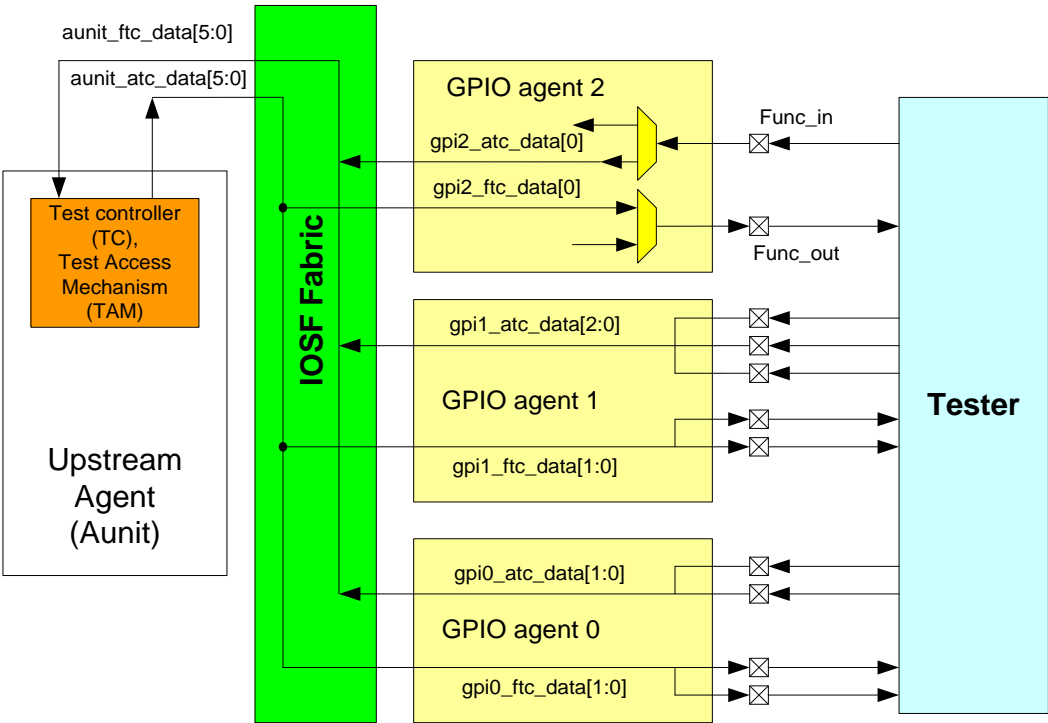 aunit_ftc_data[5:0]
aunit_atc_data[5:0]
Test controller
(TC),
Test Access
Mechanism
(TAM)
Upstream
Agent
(Aunit)
IOSF Fabric
GPIO agent 2
gpi2_atc_data[0]
gpi2_ftc_data[0]
Func_in
Func_out
gpi1_atc_data[2:0]
GPIO agent 1
gpi1_ftc_data[1:0]
gpi0_atc_data[1:0]
GPIO agent 0
gpi0_ftc_data[1:0]
Tester